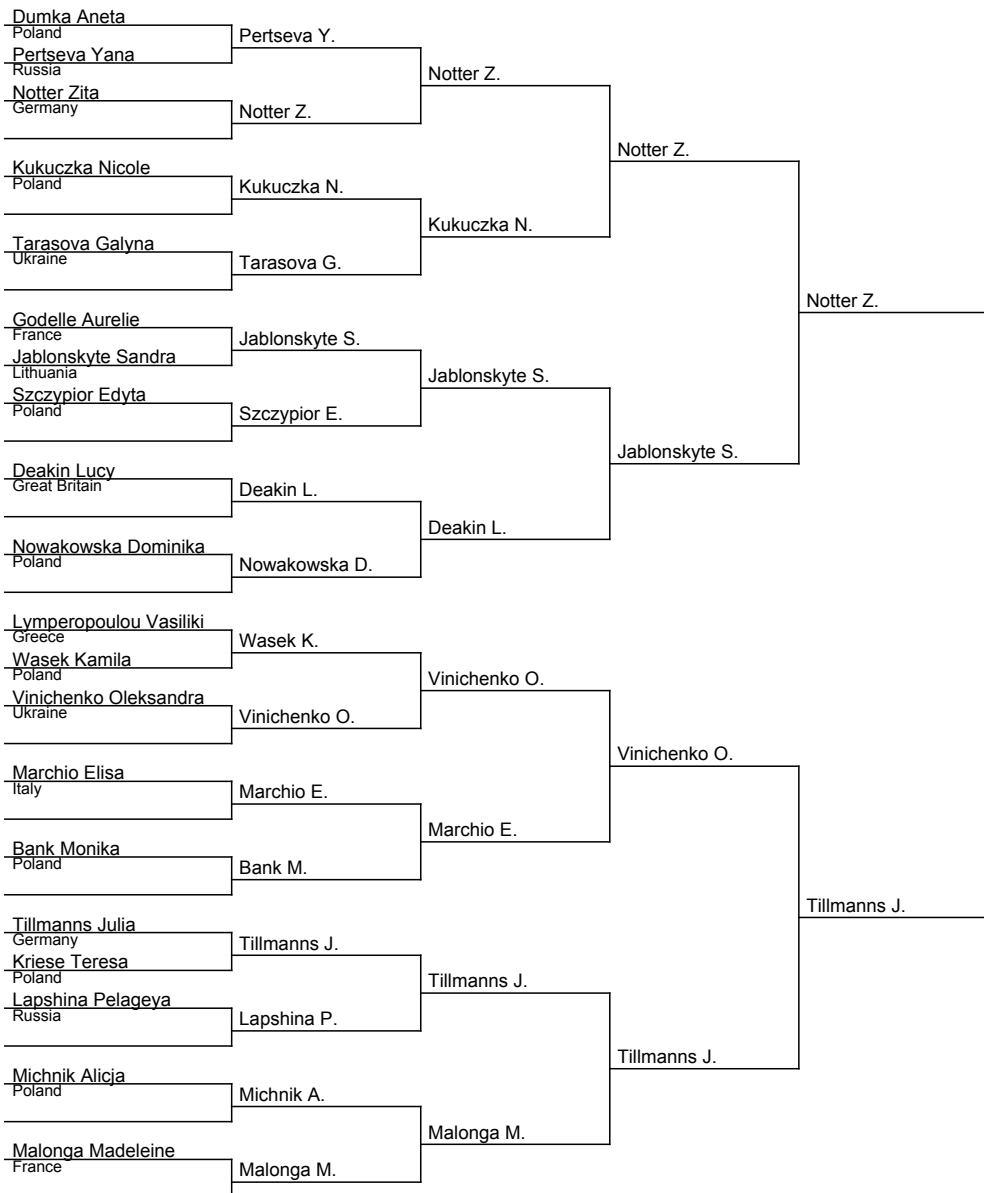 Dumka Aneta
Poland
Pertseva Yana
Russia
Notter Zita
Germany
Kukuczka Nicole
Poland
Tarasova Galyna
Ukraine
Godelle Aurelie
France
Jablonskyte Sandra
Lithuania
Szczypior Edyta
Poland
Deakin Lucy
Great Britain
Nowakowska Dominika
Poland
Lymperopoulou Vasiliki
Greece
Wasek Kamila
Poland
Vinichenko Oleksandra
Ukraine
Marchio Elisa
Italy
Bank Monika
Poland
Tillmanns Julia
Germany
Kriese Teresa
Poland
Lapshina Pelageya
Russia
Michnik Alicja
Poland
Malonga Madeleine
France
Pertseva Y.
Notter Z.
Kukuczka N.
Tarasova G.
Jablonskyte S.
Szczypior E.
Deakin L.
Nowakowska D.
Wasek K.
Vinichenko O.
Marchio E.
Bank M.
Tillmanns J.
Lapshina P.
Michnik A.
Malonga M.
Notter Z.
Kukuczka N.
Jablonskyte S.
Deakin L.
Vinichenko O.
Marchio E.
Tillmanns J.
Malonga M.
Notter Z.
Jablonskyte S.
Vinichenko O.
Tillmanns J.
Notter Z.
Tillmanns J.